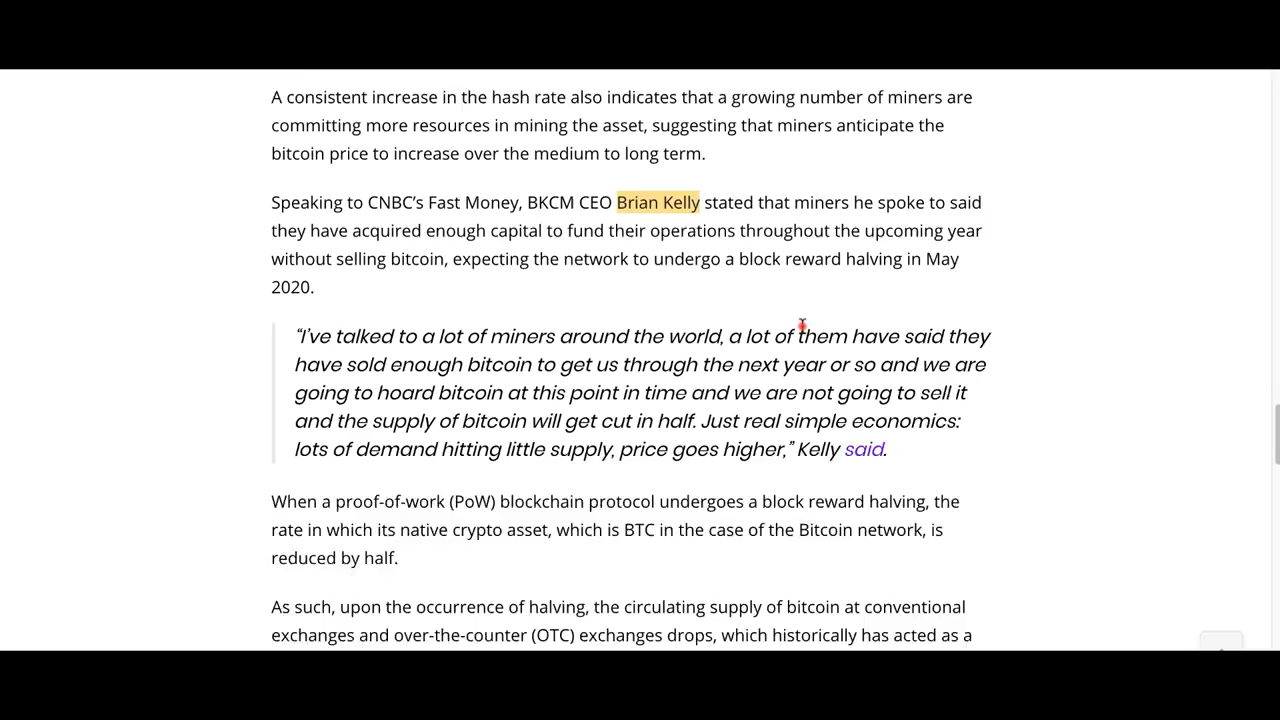 A consistent increase in the hash rate also indicates that a growing number of miners are
committing more resources in mining the asset, suggesting that miners anticipate the
bitcoin price to increase over the medium to long term.
Speaking to CNBC’s Fast Money, BKCM CEO Brian Kelly stated that miners he spoke to said
they have acquired enough capital to fund their operations throughout the upcoming year
without selling bitcoin, expecting the network to undergo a block reward halving in May
2020.
“I’ve talked to a lot of miners around the world, a lot of them have said they
have sold enough bitcoin to get us through the next year or so and we are
going to hoard bitcoin at this point in time and we are not going to sell it
and the supply of bitcoin will get cut in half. Just real simple economics:
lots of demand hitting little supply, price goes higher,” Kelly said.
When a proof-of-work (PoW) blockchain protocol undergoes a block reward halving, the
rate in which its native crypto asset, which is BTC in the case of the Bitcoin network, is
reduced by half.
As such, upon the occurrence of halving, the circulating supply of bitcoin at conventional
exchanges and over-the-counter (OTC) exchanges drops, which historically has acted as a